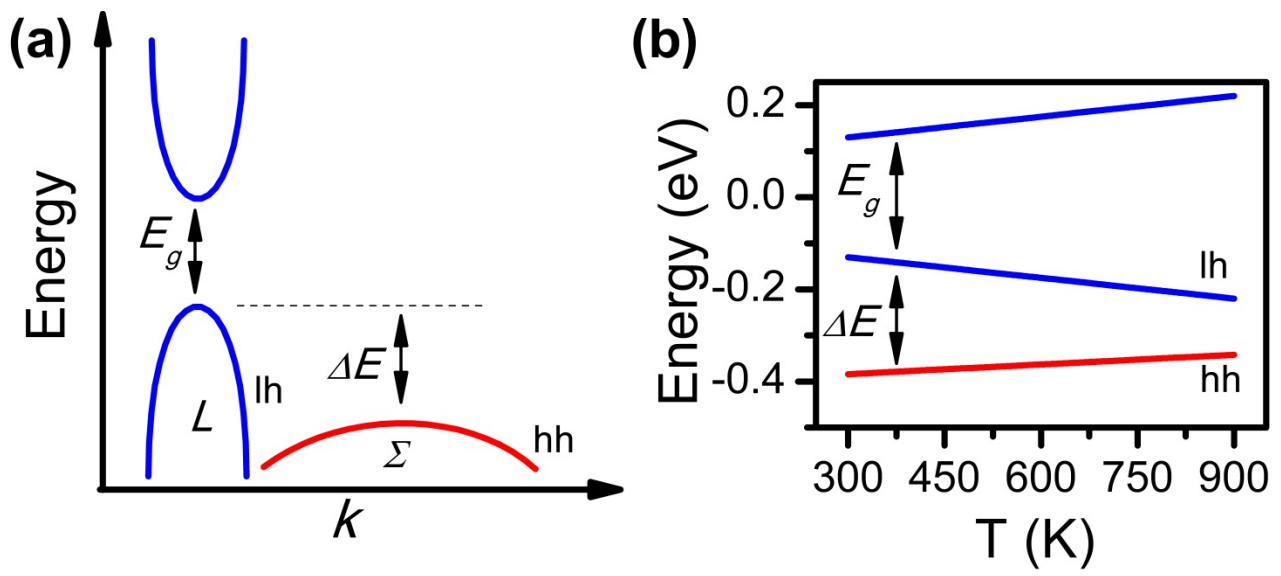 (a)
Energy
E_g
ΔE
lh
L
hh
Σ
k
(b)
Energy (eV)
0.2
0.0
-0.2
-0.4
E_g
lh
ΔE
hh
300 450 600 750 900
T (K)